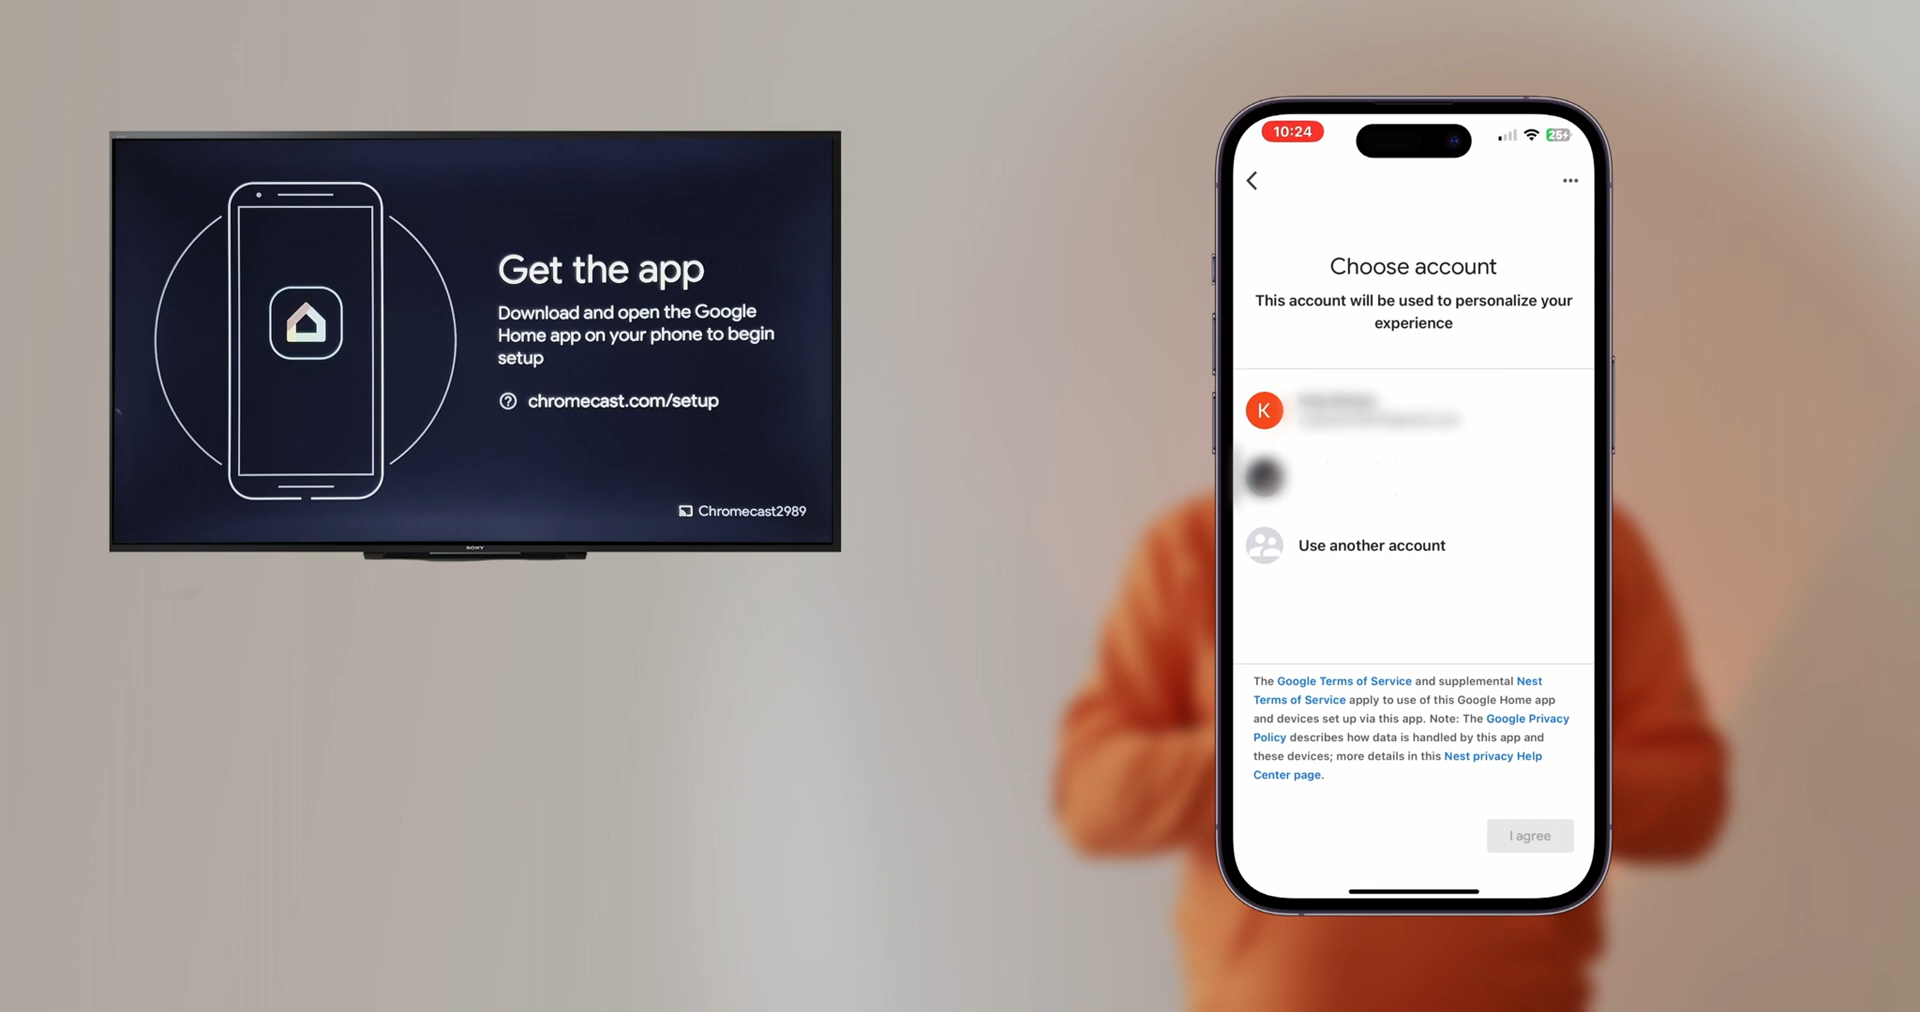 Get the app
Download and open the Google
Home app on your phone to begin
setup
chromecast.com/setup
Chromecast2989
SONY
10:24
25
Choose account
This account will be used to personalize your
experience
K
Use another account
The Google Terms of Service and supplemental Nest
Terms of Service apply to use of this Google Home app
and devices set up via this app. Note: The Google Privacy
Policy describes how data is handled by this app and
these devices; more details in this Nest privacy Help
Center page.
I agree